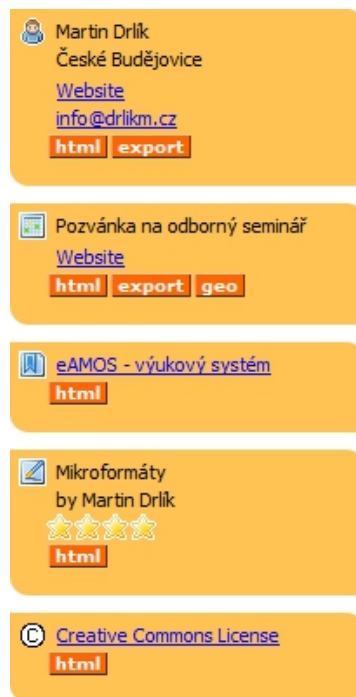 Martin Drlík
České Budějovice
Website
info@drlikm.cz
html export
Pozvánka na odborný seminář
Website
html export geo
eAMOS - výukový systém
html
Mikroformáty
by Martin Drlík
html
© Creative Commons License
html